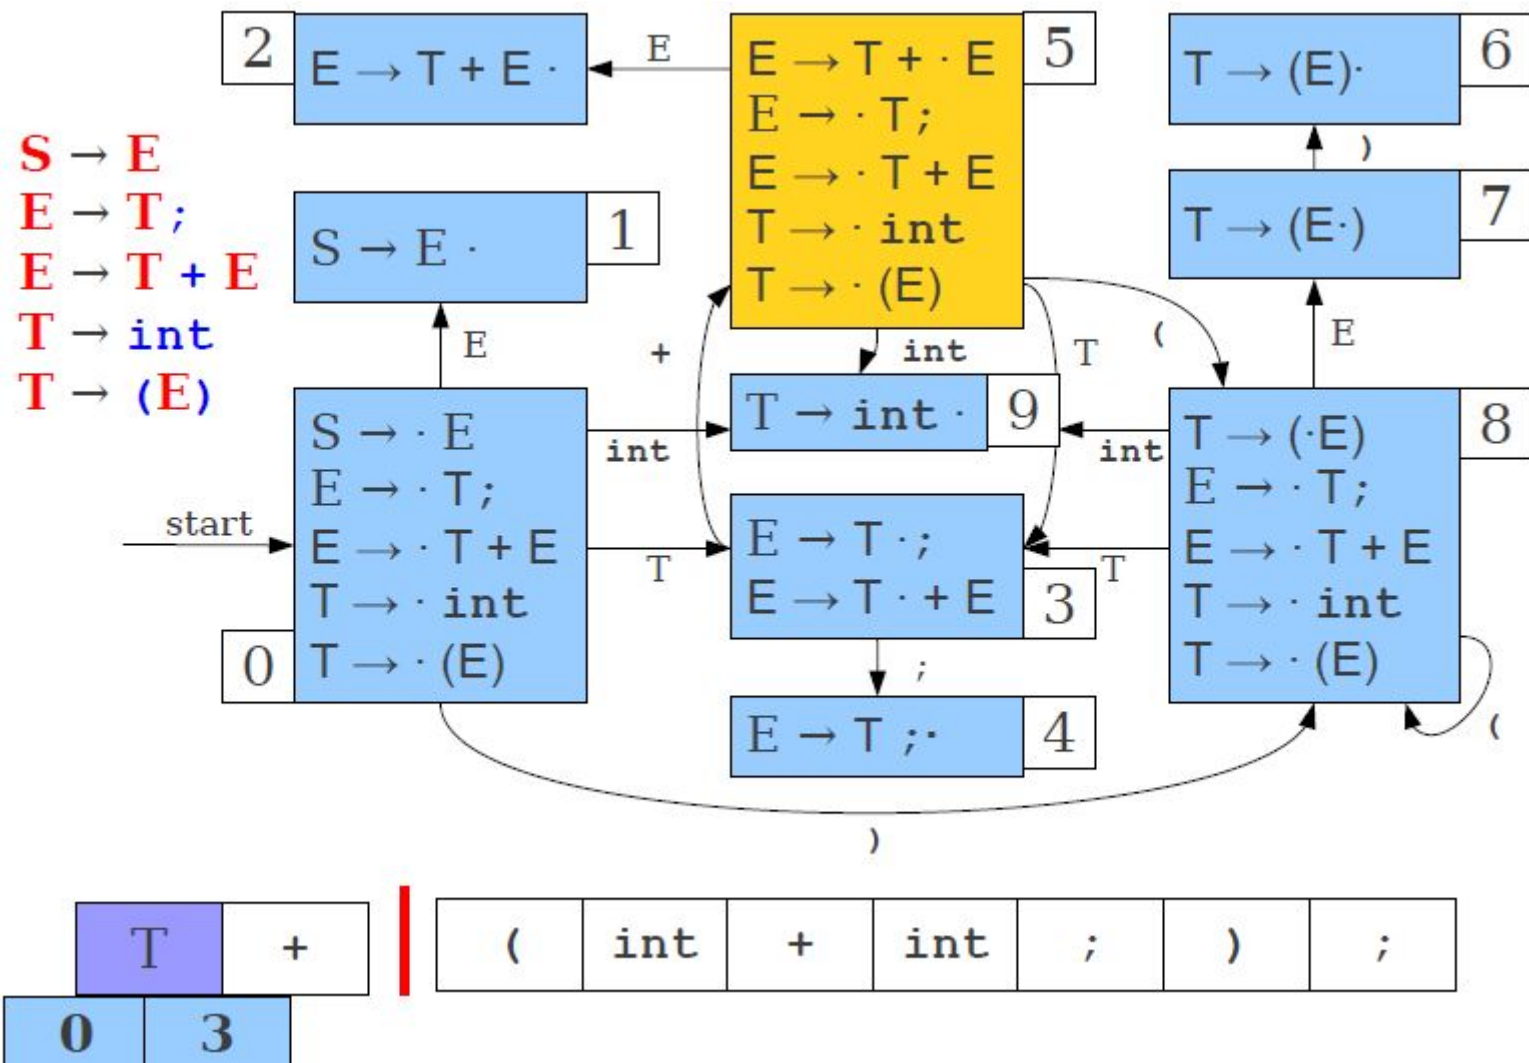 S → E
E → T ;
E → T + E
T → int
T → (E)
2
E → T + E ·
E
E → T + · E
E → · T ;
E → · T + E
T → · int
T → · (E)
5
T → (E)·
6
)
T → (E·)
7
S → E ·
1
E
+
int
T
(
E
start
S → · E
E → · T ;
E → · T + E
T → · int
T → · (E)
0
int
T → int ·
9
int
T → (·E)
E → · T ;
E → · T + E
T → · int
T → · (E)
8
T
E → T · ;
E → T · + E
3
T
;
E → T ;·
4
(
)
T + ( int + int ; ) ;
0 3